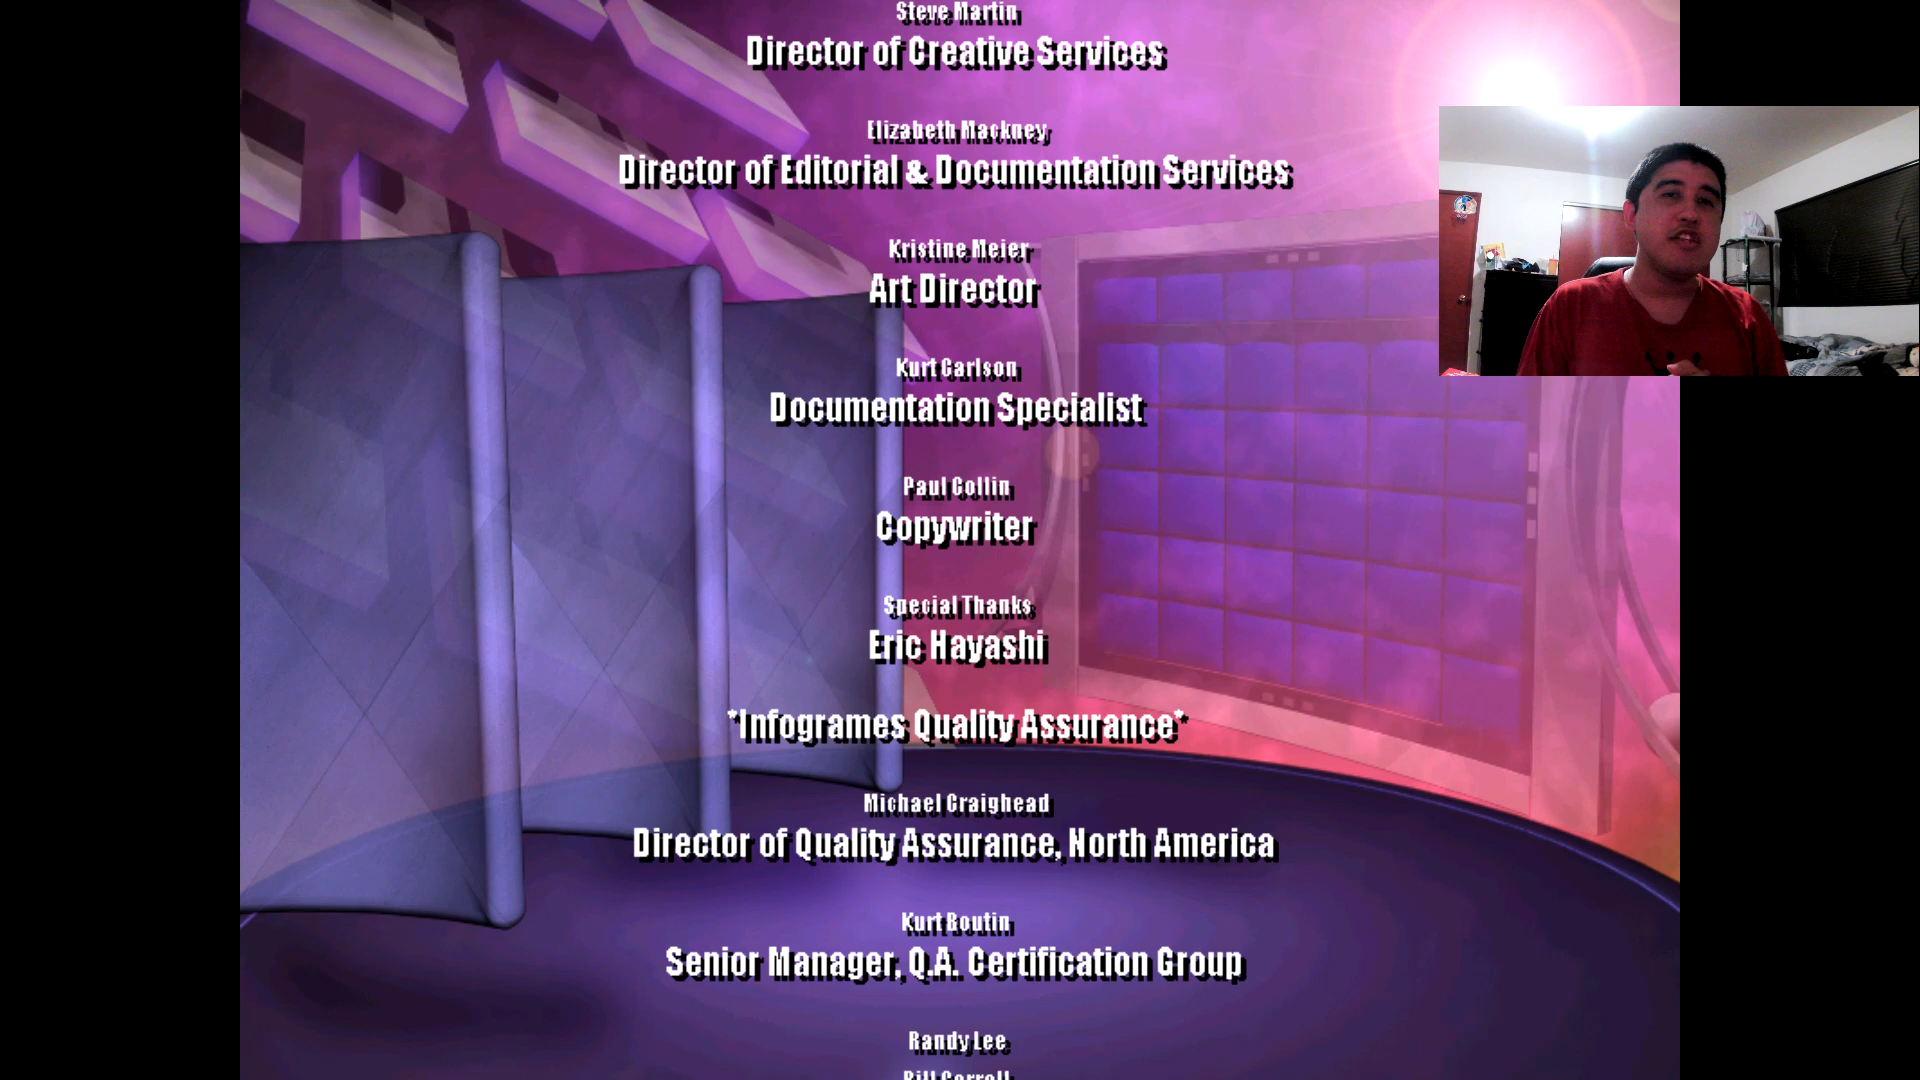 Steve Martin
Director of Creative Services
Elizabeth Mackney
Director of Editorial & Documentation Services
Kristine Meier
Art Director
Kurt Carlson
Documentation Specialist
Paul Collin
Copywriter
Special Thanks
Eric Hayashi
*Infogrames Quality Assurance*
Michael Craighead
Director of Quality Assurance, North America
Kurt Boutin
Senior Manager, Q.A. Certification Group
Randy Lee
Bill Carroll